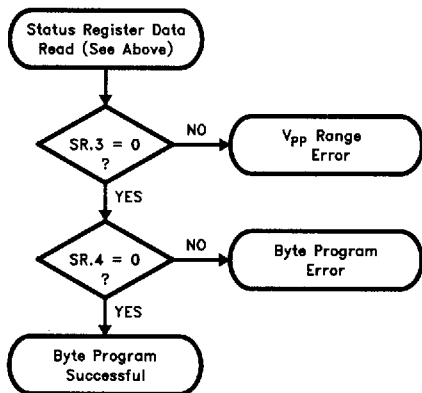 Status Register Data
Read (See Above)
SR.3 = 0
?
NO
VPP Range
Error
YES
SR.4 = 0
?
NO
Byte Program
Error
YES
Byte Program
Successful